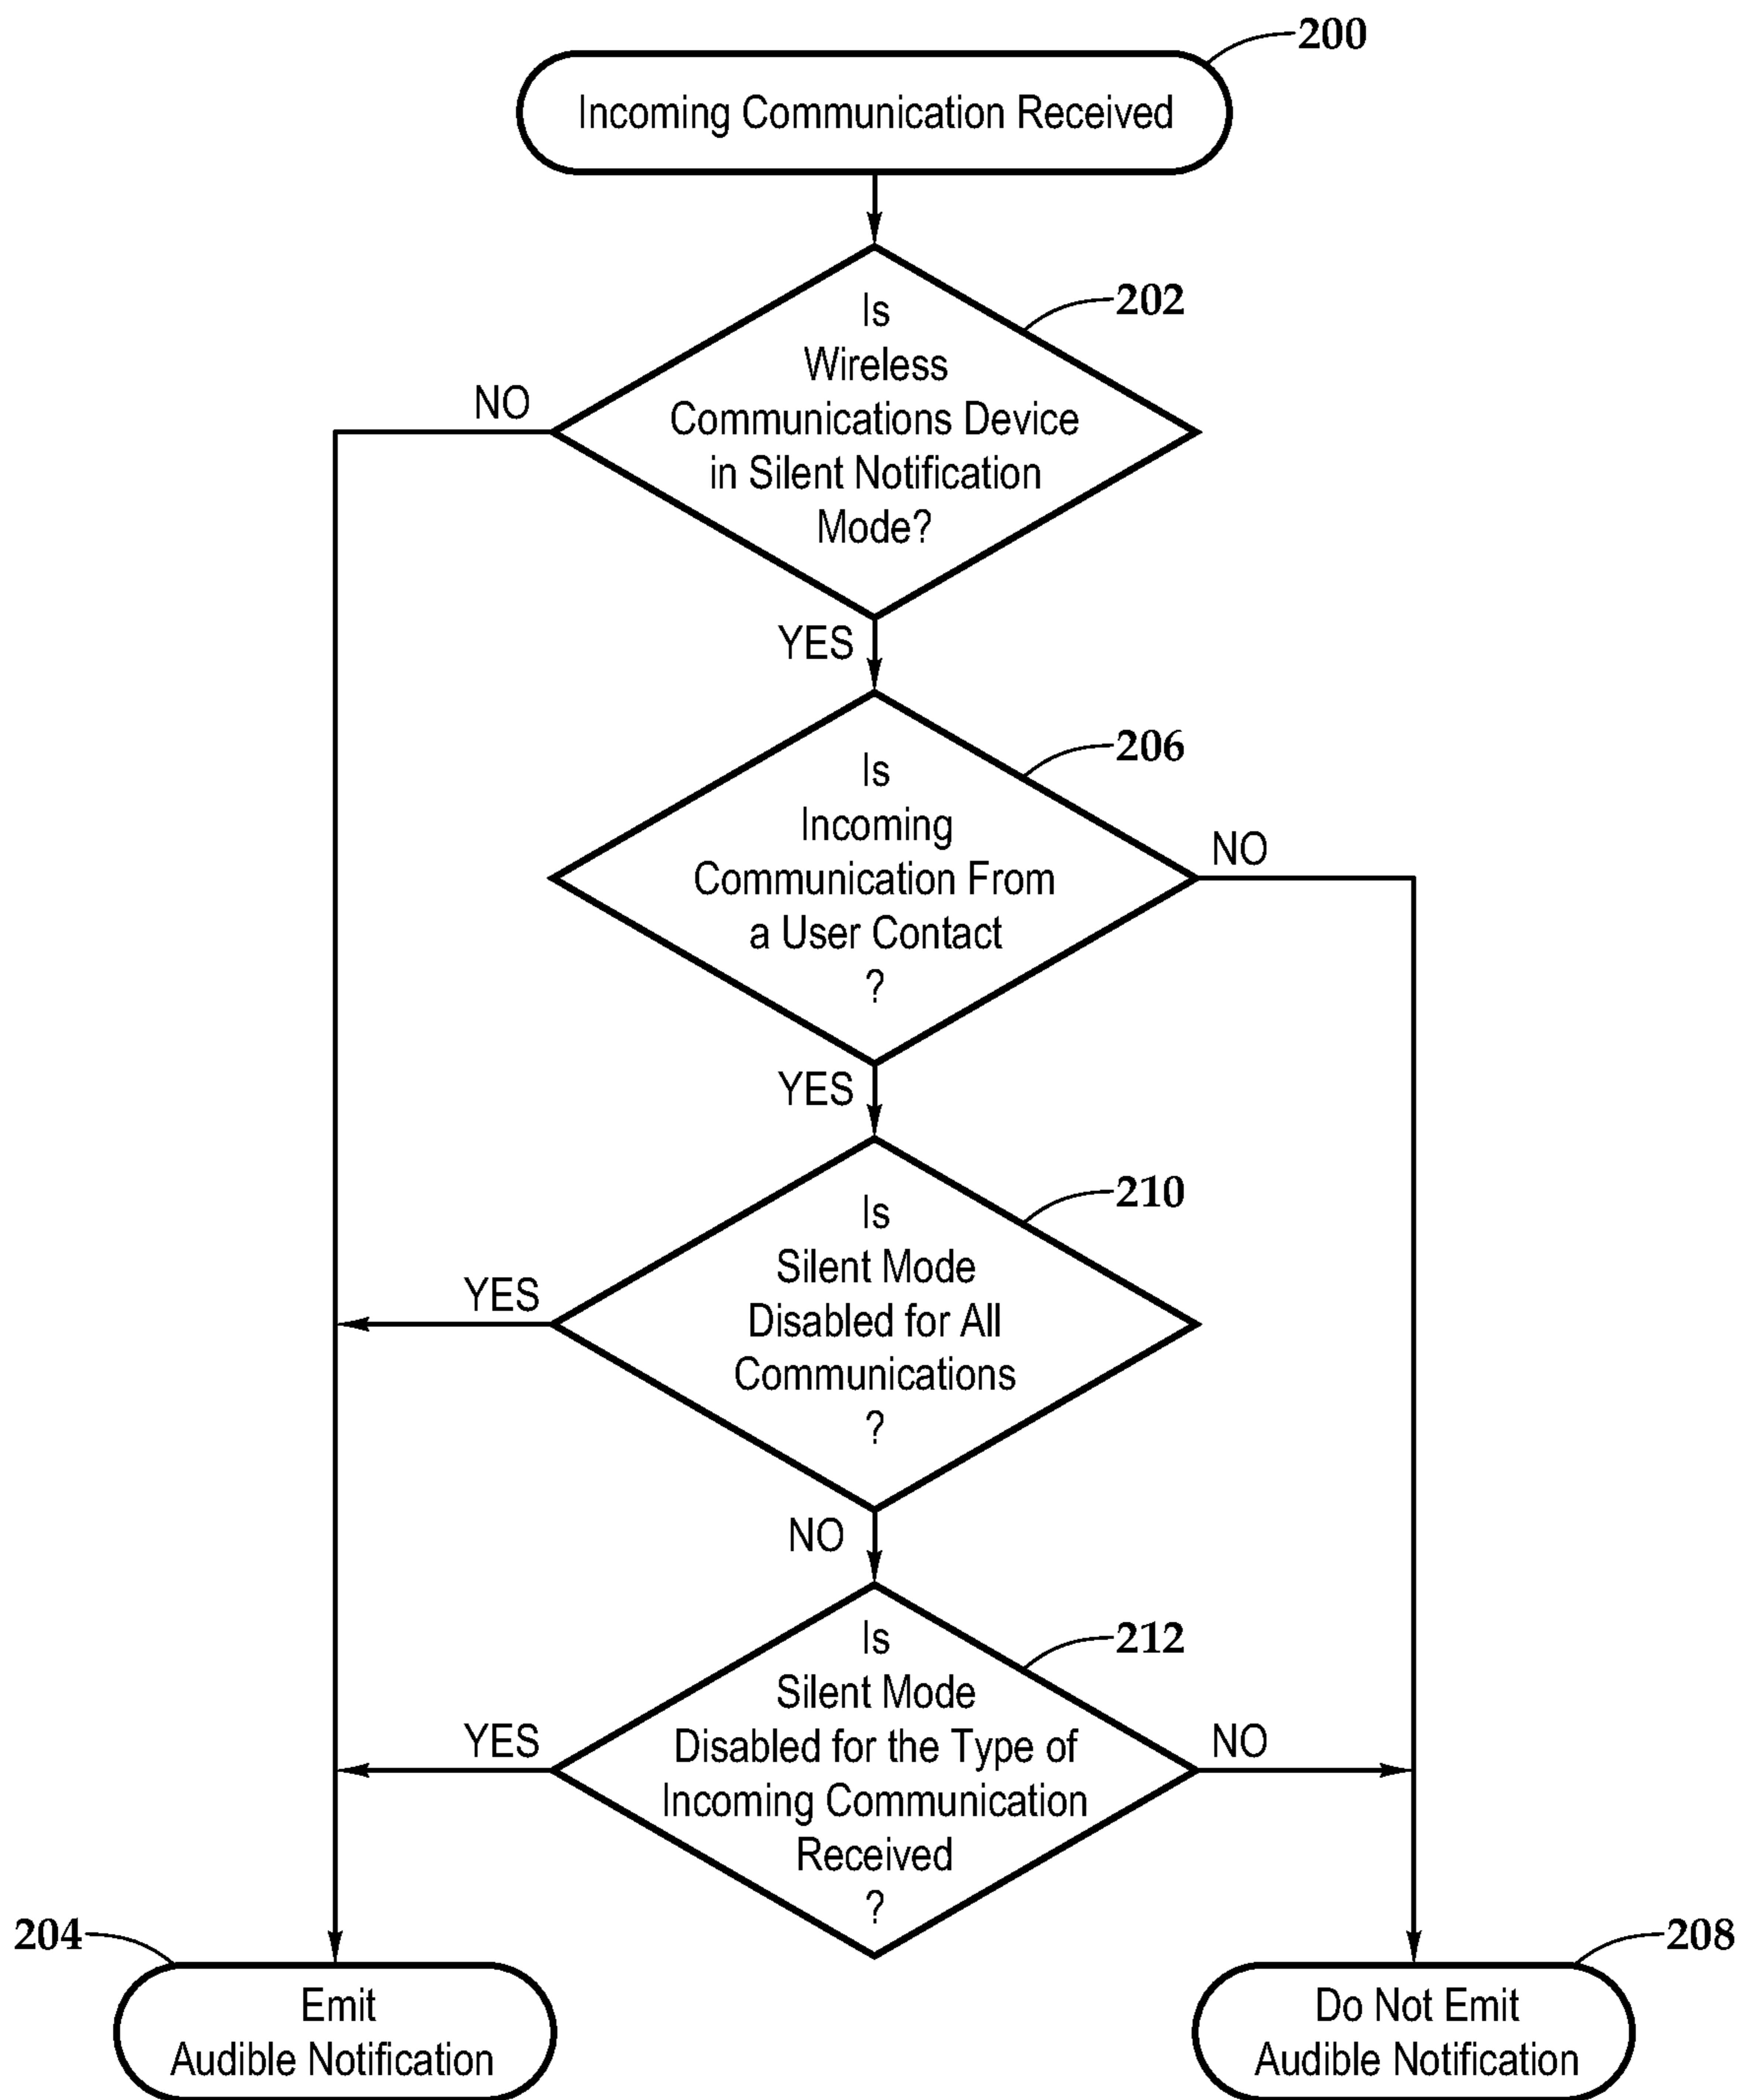 200
Incoming Communication Received
202
Is
Wireless
Communications Device
in Silent Notification
Mode?
NO
YES
206
Is
Incoming
Communication From
a User Contact
?
NO
YES
210
Is
Silent Mode
Disabled for All
Communications
?
YES
NO
212
Is
Silent Mode
Disabled for the Type of
Incoming Communication
Received
?
YES
NO
204
Emit
Audible Notification
208
Do Not Emit
Audible Notification